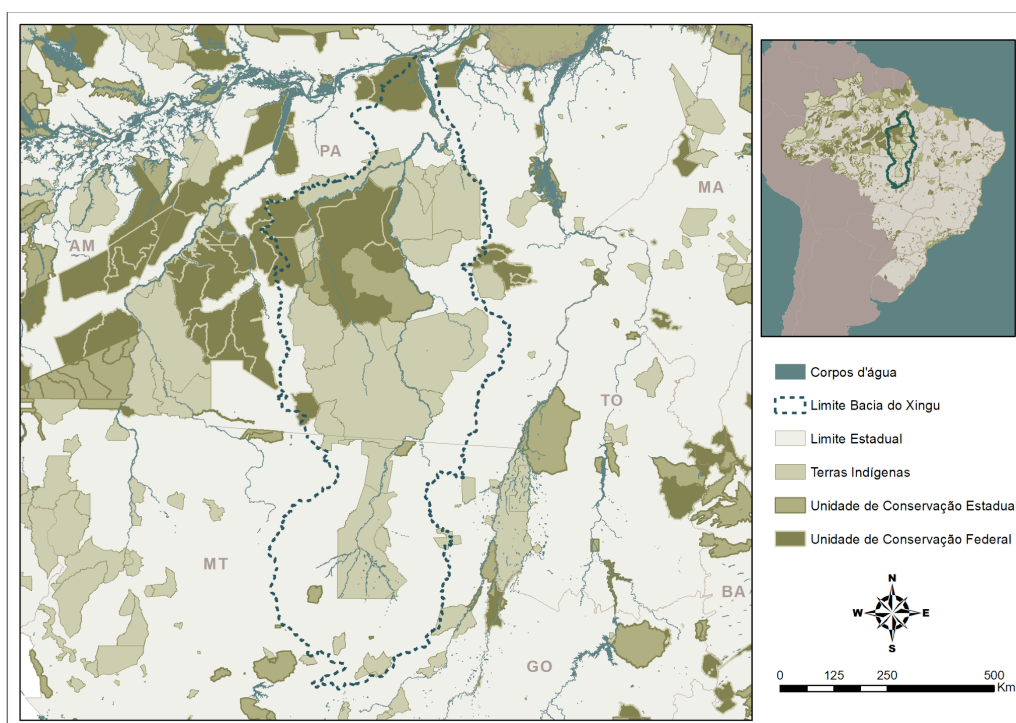 PA
MA
AM
TO
MT
BA
GO
Corpos d'água
Limite Bacia do Xingu
Limite Estadual
Terras Indígenas
Unidade de Conservação Estadual
Unidade de Conservação Federal
N
W E
S
0 125 250 500
Km